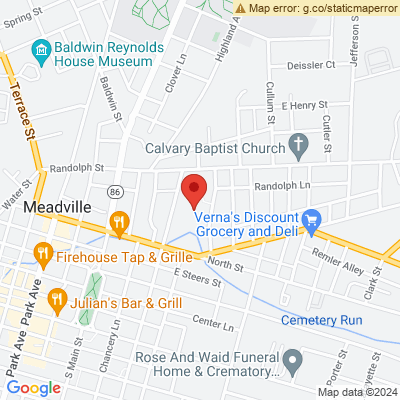 Map error: g.co/staticmaperror
Spring St
Highland A
Jefferson S
Baldwin Reynolds
House Museum
Clover Ln
Deissler Ct
Baldwin St
Cullum St
Terrace St
E Henry St
Cutler St
Calvary Baptist Church
Randolph St
Water St
86
Randolph Ln
Meadville
Verna's Discount
Grocery and Deli
Firehouse Tap & Grille
North St
Remler Alley
E Steers St
Clark St
Park Ave
Park Ave
Julian's Bar & Grill
Chancery Ln
Center Ln
Cemetery Run
S Main St
Rose And Waid Funeral
Home & Crematory...
Porter St
Google
Map data ©2024